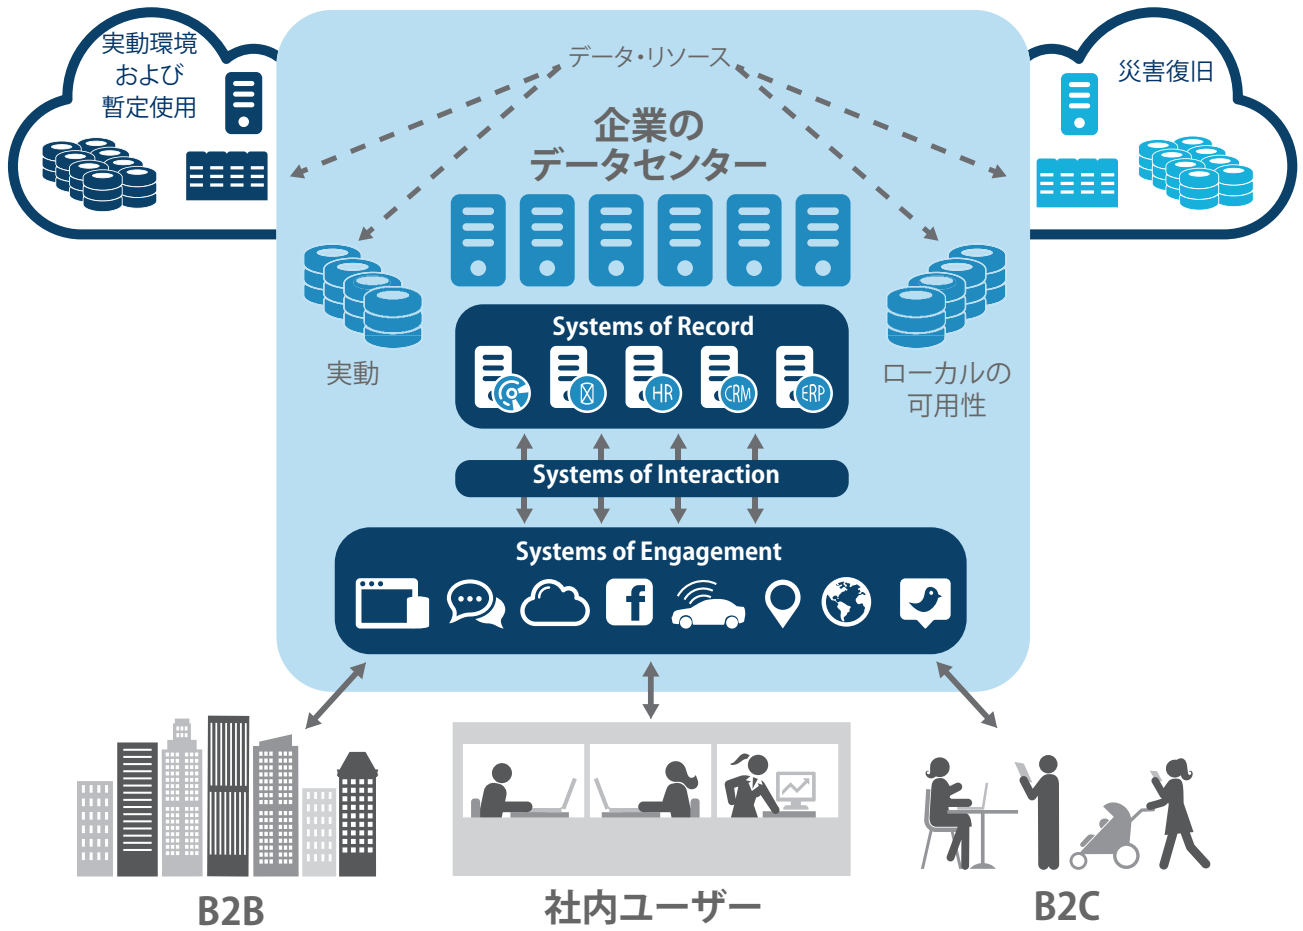 実動環境
および
暫定使用
データ・リソース
災害復旧
企業の
データセンター
Systems of Record
HR
CRM
ERP
実動
ローカルの
可用性
Systems of Interaction
Systems of Engagement
f
B2B
社内ユーザー
B2C